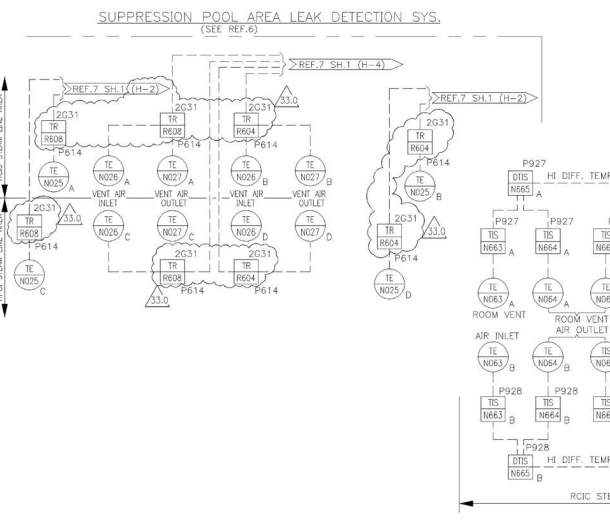 SUPPRESSION POOL AREA LEAK DETECTION SYS.
(SEE REF.6)
REF.7 SH.1 (H-4)
REF.7 SH.1 (H-2)
REF.7 SH.1 (H-2)
2G31
2G31
33.0
2G31
TR R608
TR R608
TR R604
TR R604
P614
P614
P614
P614
P927
DTIS N665 A
HI DIFF. TEMP
TE N025 A
TE N026 A
TE N027 A
TE N026 B
TE N027 B
TE N025 B
VENT AIR INLET
VENT AIR OUTLET
VENT AIR INLET
VENT AIR OUTLET
2G31
33.0
2G31
33.0
TR R608
TR R604
P614
P614
TE N026 C
TE N027 C
TE N026 D
TE N027 D
P927
P927
TIS N663 A
TIS N664 A
TE N025 C
TR R608
TR R604
P614
P614
33.0
TE N025 D
TE N063 A
TE N064 A
ROOM VENT
AIR INLET
ROOM VENT
AIR OUTLET
TE N063 B
TE N064 B
P928
P928
TIS N663 B
TIS N664 B
P928
DTIS N665 B
HI DIFF. TEMP
RCIC STE